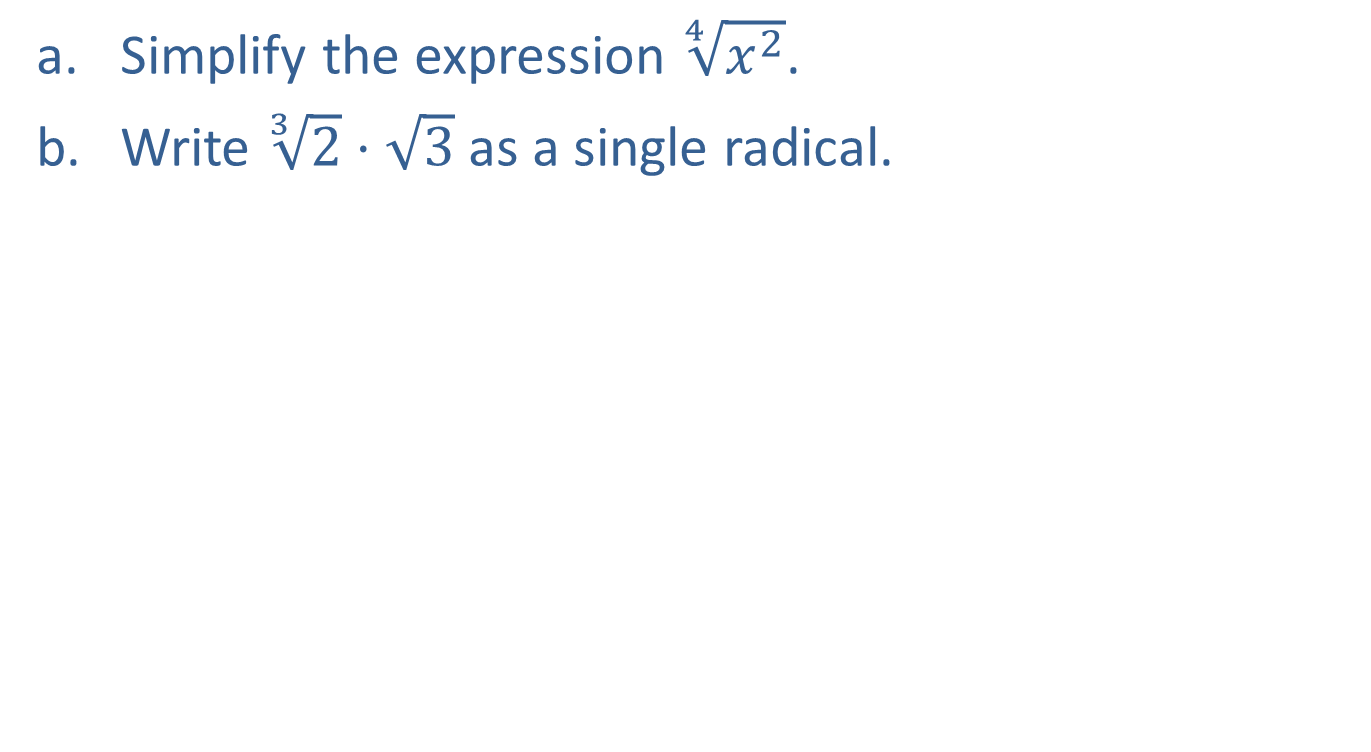 a. Simplify the expression ∜x².
b. Write ∛2 · √3 as a single radical.